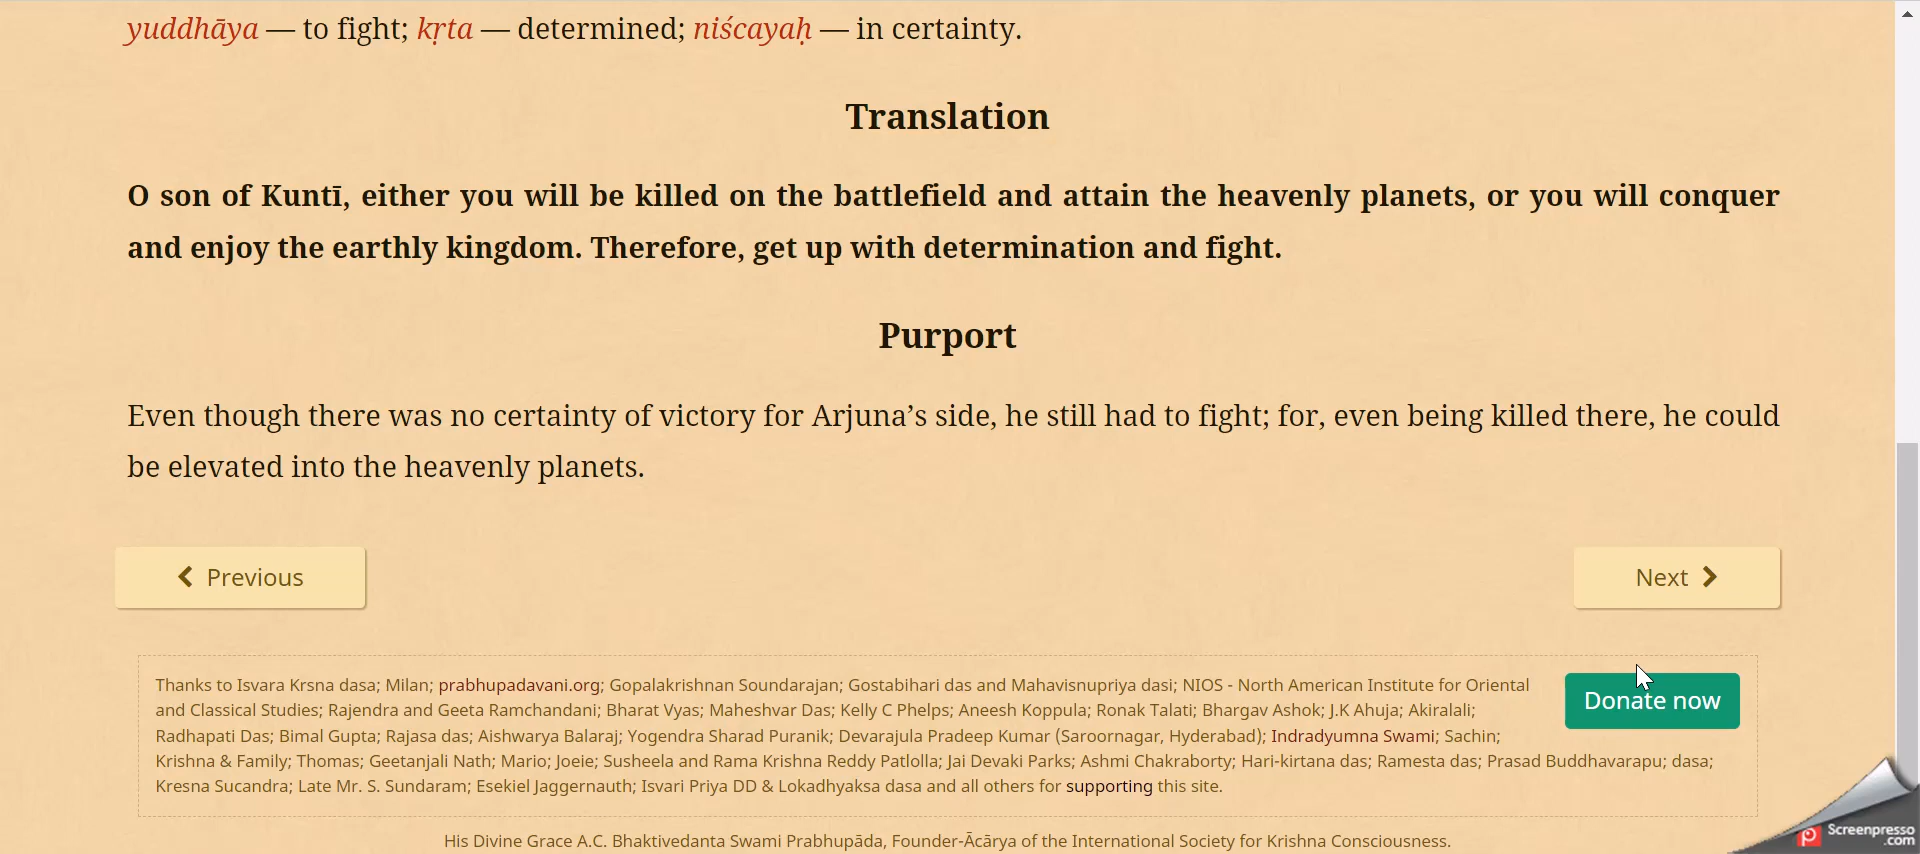 yuddhāya — to fight; kṛta — determined; niścayaḥ — in certainty.
Translation
O son of Kuntī, either you will be killed on the battlefield and attain the heavenly planets, or you will conquer
and enjoy the earthly kingdom. Therefore, get up with determination and fight.
Purport
Even though there was no certainty of victory for Arjuna’s side, he still had to fight; for, even being killed there, he could
be elevated into the heavenly planets.
Previous
Next
Thanks to Isvara Krsna dasa; Milan; prabhupadavani.org; Gopalakrishnan Soundarajan; Gostabihari das and Mahavisnupriya dasi; NIOS - North American Institute for Oriental
and Classical Studies; Rajendra and Geeta Ramchandani; Bharat Vyas; Maheshvar Das; Kelly C Phelps; Aneesh Koppula; Ronak Talati; Bhargav Ashok; J.K Ahuja; Akiralali;
Radhapati Das; Bimal Gupta; Rajasa das; Aishwarya Balaraj; Yogendra Sharad Puranik; Devarajula Pradeep Kumar (Saroornagar, Hyderabad); Indradyumna Swami; Sachin;
Krishna & Family; Thomas; Geetanjali Nath; Mario; Joeie; Susheela and Rama Krishna Reddy Patlolla; Jai Devaki Parks; Ashmi Chakraborty; Hari-kirtana das; Ramesta das; Prasad Buddhavarapu; dasa;
Kresna Sucandra; Late Mr. S. Sundaram; Esekiel Jaggernauth; Isvari Priya DD & Lokadhyaksa dasa and all others for supporting this site.
Donate now
His Divine Grace A.C. Bhaktivedanta Swami Prabhupāda, Founder-Ācārya of the International Society for Krishna Consciousness.
Screenpresso
.com